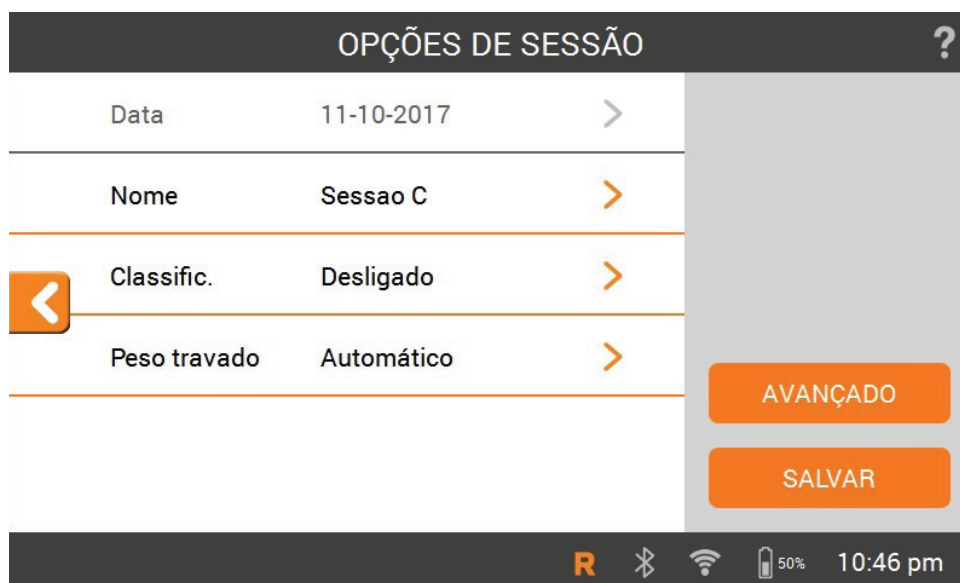 OPÇÕES DE SESSÃO ?
Data 11-10-2017
Nome Sessao C
Classific. Desligado
Peso travado Automático
AVANÇADO
SALVAR
R 50% 10:46 pm